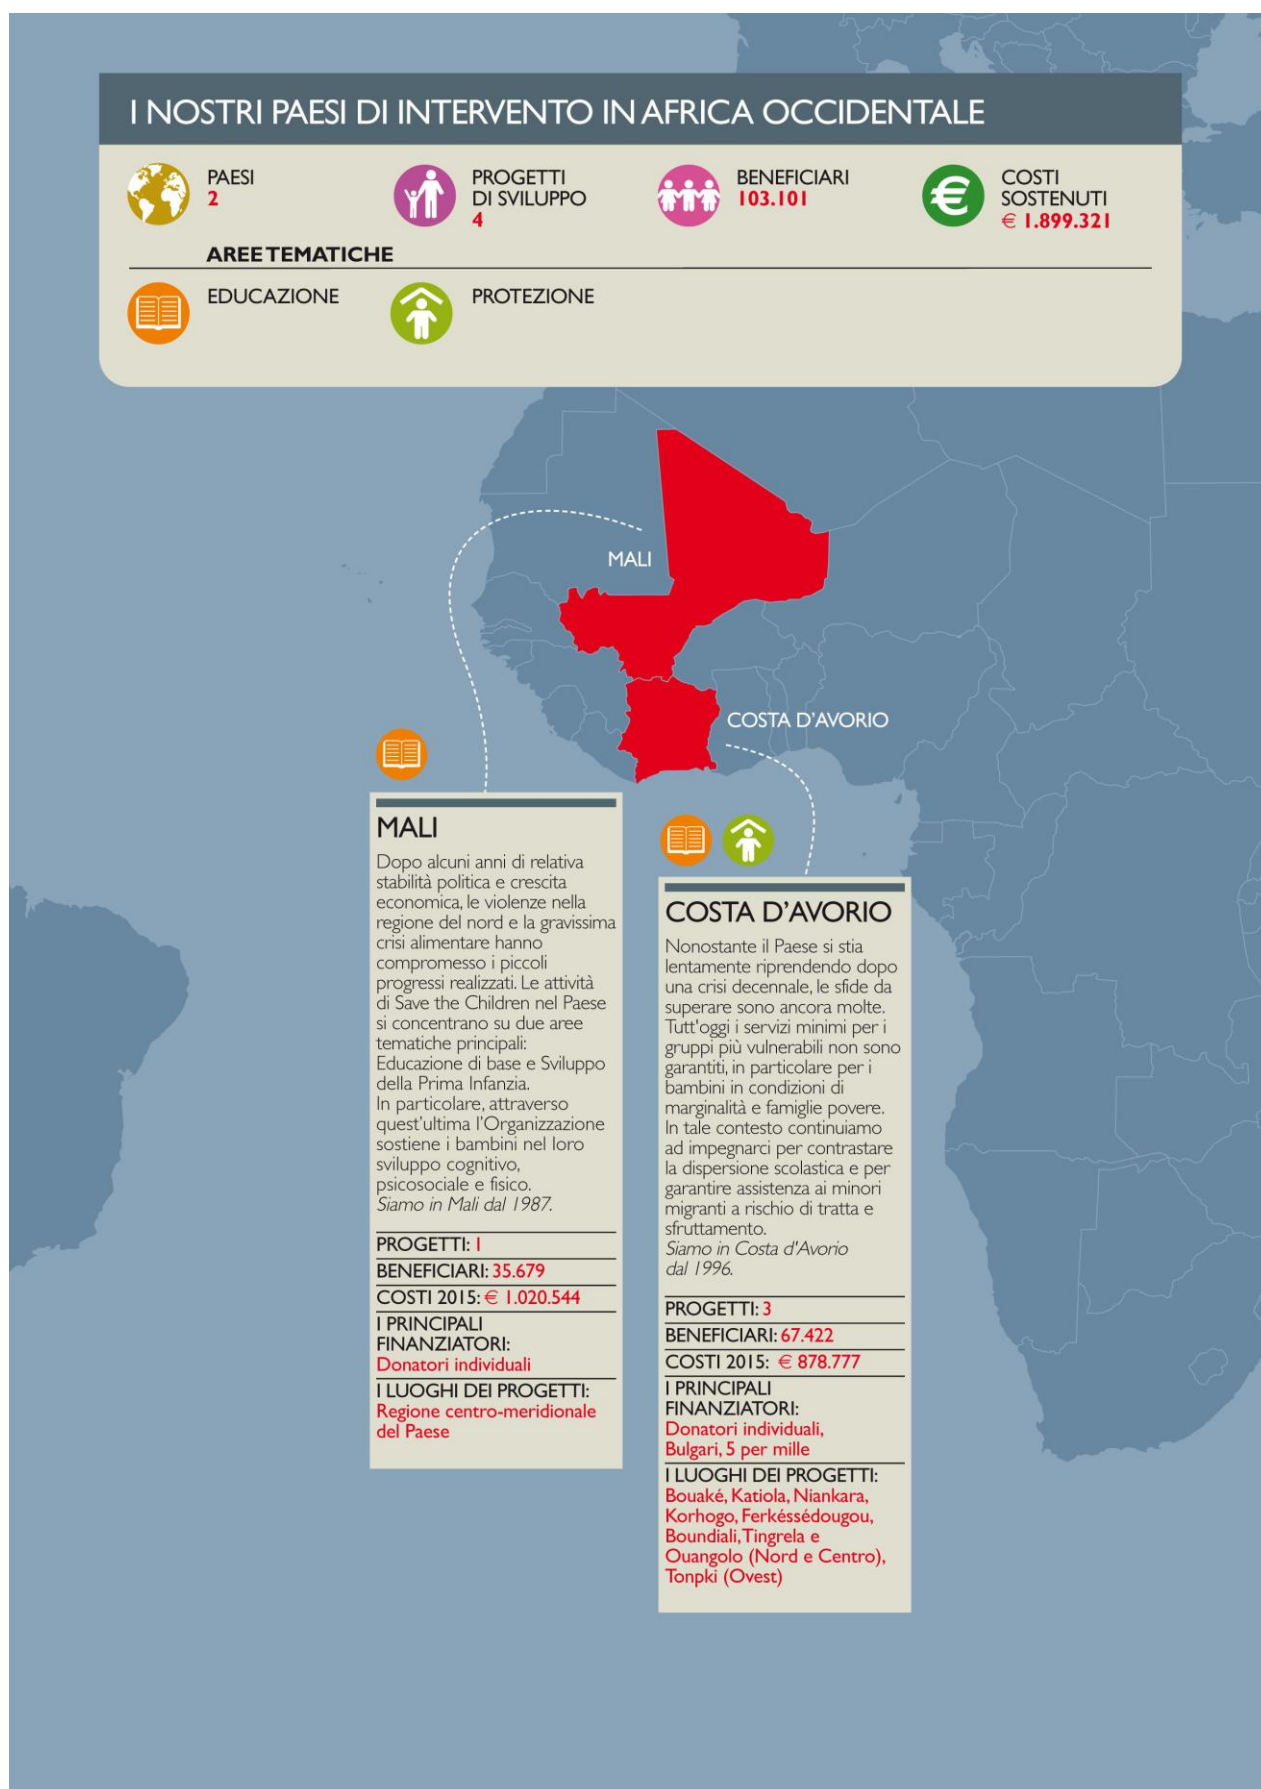 I NOSTRI PAESI DI INTERVENTO IN AFRICA OCCIDENTALE
PAESI
2
PROGETTI
DI SVILUPPO
4
BENEFICIARI
103.101
COSTI
SOSTENUTI
€ 1.899.321
AREE TEMATICHE
EDUCAZIONE
PROTEZIONE
MALI
COSTA D'AVORIO
MALI
Dopo alcuni anni di relativa
stabilità politica e crescita
economica, le violenze nella
regione del nord e la gravissima
crisi alimentare hanno
compromesso i piccoli
progressi realizzati. Le attività
di Save the Children nel Paese
si concentrano su due aree
tematiche principali:
Educazione di base e Sviluppo
della Prima Infanzia.
In particolare, attraverso
quest'ultima l'Organizzazione
sostiene i bambini nel loro
sviluppo cognitivo,
psicosociale e fisico.
Siamo in Mali dal 1987.
PROGETTI: 1
BENEFICIARI: 35.679
COSTI 2015: € 1.020.544
I PRINCIPALI
FINANZIATORI:
Donatori individuali
I LUOGHI DEI PROGETTI:
Regione centro-meridionale
del Paese
COSTA D'AVORIO
Nonostante il Paese si stia
lentamente riprendendo dopo
una crisi decennale, le sfide da
superare sono ancora molte.
Tutt'oggi i servizi minimi per i
gruppi più vulnerabili non sono
garantiti, in particolare per i
bambini in condizioni di
marginalità e famiglie povere.
In tale contesto continuiamo
ad impegnarci per contrastare
la dispersione scolastica e per
garantire assistenza ai minori
migranti a rischio di tratta e
sfruttamento.
Siamo in Costa d'Avorio
dal 1996.
PROGETTI: 3
BENEFICIARI: 67.422
COSTI 2015: € 878.777
I PRINCIPALI
FINANZIATORI:
Donatori individuali,
Bulgari, 5 per mille
I LUOGHI DEI PROGETTI:
Bouaké, Katiola, Niankara,
Korhogo, Ferkéssédougou,
Boundiali, Tingrela e
Ouangolo (Nord e Centro),
Tonpki (Ovest)